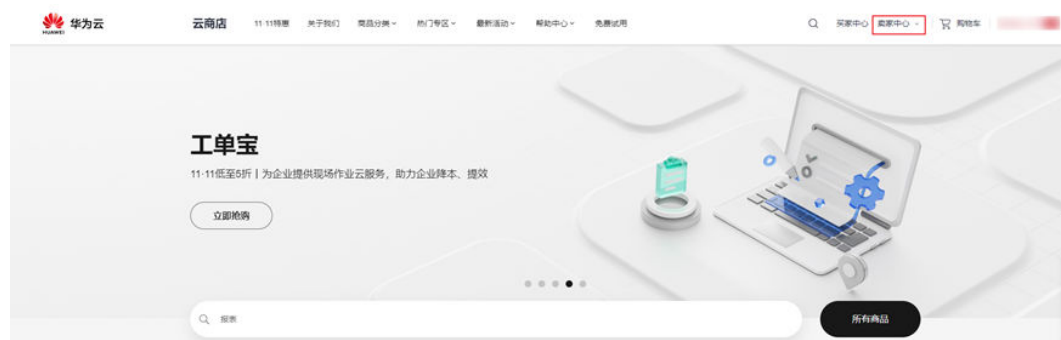 HUAWEI 华为云 云商店 11·11特惠 关于我们 商品分类 热门专区 最新活动 帮助中心 免费试用 买家中心 卖家中心 购物车
工单宝
11·11低至5折丨为企业提供现场作业云服务，助力企业降本、提效
立即抢购
报表 所有商品